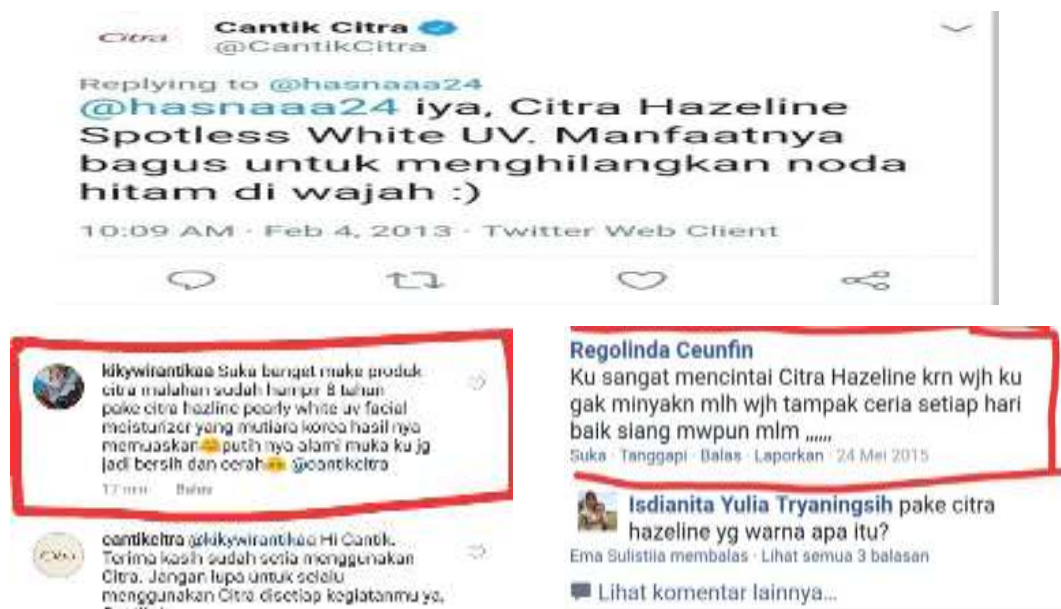 Citra
Cantik Citra
@CantikCitra
Replying to @hasnaaa24
@hasnaaa24 iya, Citra Hazeline
Spotless White UV. Manfaatnya
bagus untuk menghilangkan noda
hitam di wajah :)
10:09 AM · Feb 4, 2013 · Twitter Web Client
kikywirantikaa Suka banget make produk
citra malahan sudah hampir 8 tahun
pake citra hazline pearly white uv facial
moisturizer yang mutiara korea hasil nya
memuaskan🤗putih nya alami muka ku jg
jadi bersih dan cerah🤗 @cantikcitra
Balas
cantikcitra @kikywirantikaa Hi Cantik.
Terima kasih sudah setia menggunakan
Citra. Jangan lupa untuk selalu
menggunakan Citra disetiap kegiatanmu ya,
Regolinda Ceunfin
Ku sangat mencintai Citra Hazeline krn wjh ku
gak minyakn mlh wjh tampak ceria setiap hari
baik siang mwpun mlm ,,,,,,
Suka · Tanggapi · Balas · Laporkan · 24 Mei 2015
Isdianita Yulia Tryaningsih pake citra
hazeline yg warna apa itu?
Ema Sulistiia membalas · Lihat semua 3 balasan
Lihat komentar lainnya...